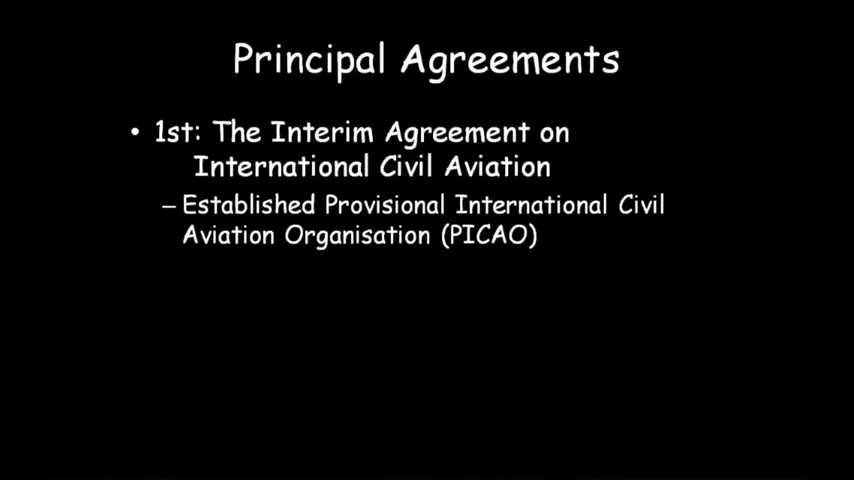 Principal Agreements
• 1st: The Interim Agreement on
International Civil Aviation
– Established Provisional International Civil
Aviation Organisation (PICAO)